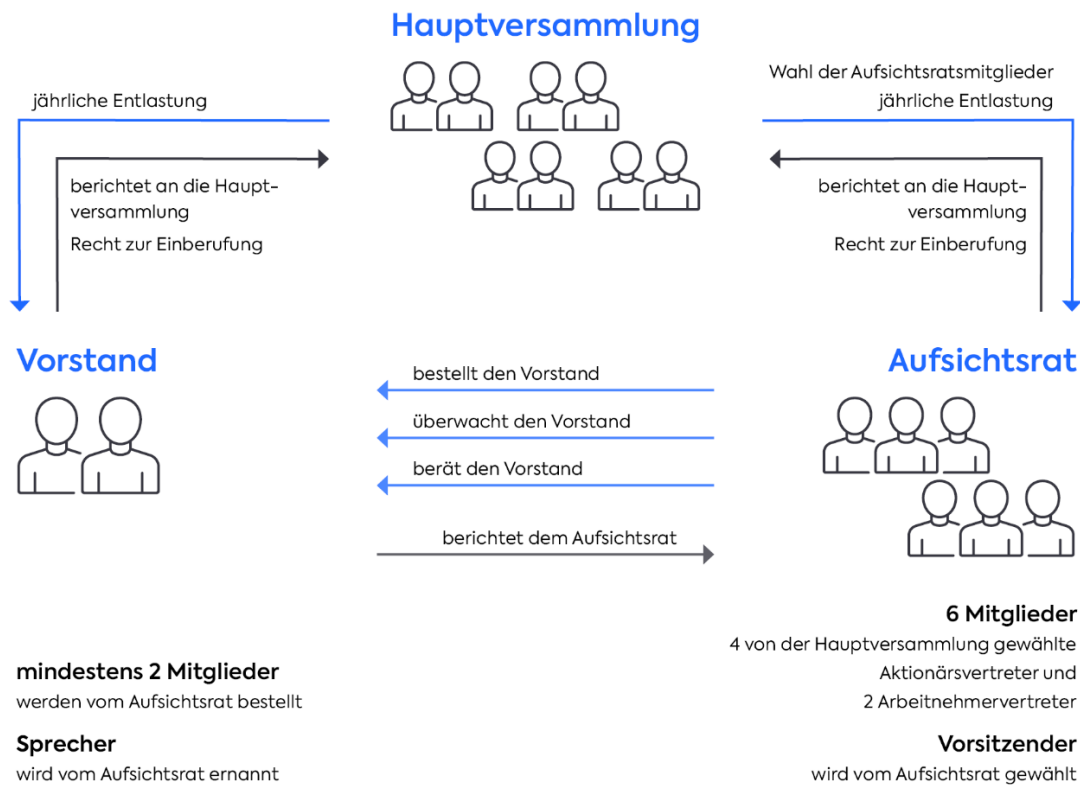 Hauptversammlung
jährliche Entlastung
Wahl der Aufsichtsratsmitglieder
jährliche Entlastung
berichtet an die Haupt-
versammlung
Recht zur Einberufung
berichtet an die Haupt-
versammlung
Recht zur Einberufung
Vorstand
Aufsichtsrat
bestellt den Vorstand
überwacht den Vorstand
berät den Vorstand
berichtet dem Aufsichtsrat
mindestens 2 Mitglieder
werden vom Aufsichtsrat bestellt
Sprecher
wird vom Aufsichtsrat ernannt
6 Mitglieder
4 von der Hauptversammlung gewählte
Aktionärsvertreter und
2 Arbeitnehmervertreter
Vorsitzender
wird vom Aufsichtsrat gewählt